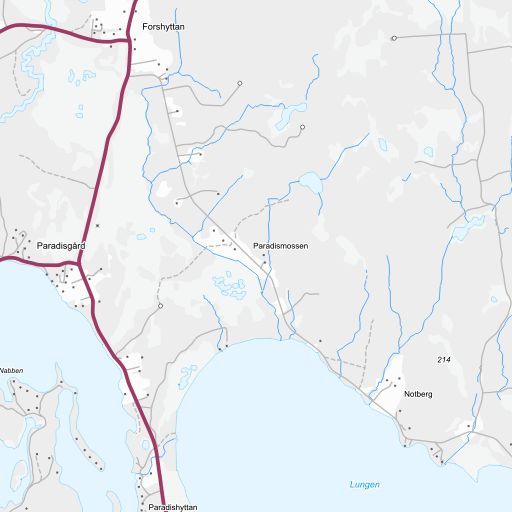 Forshyttan
Paradisgård
Paradismossen
214
Nabben
Notberg
Lungen
Paradishyttan